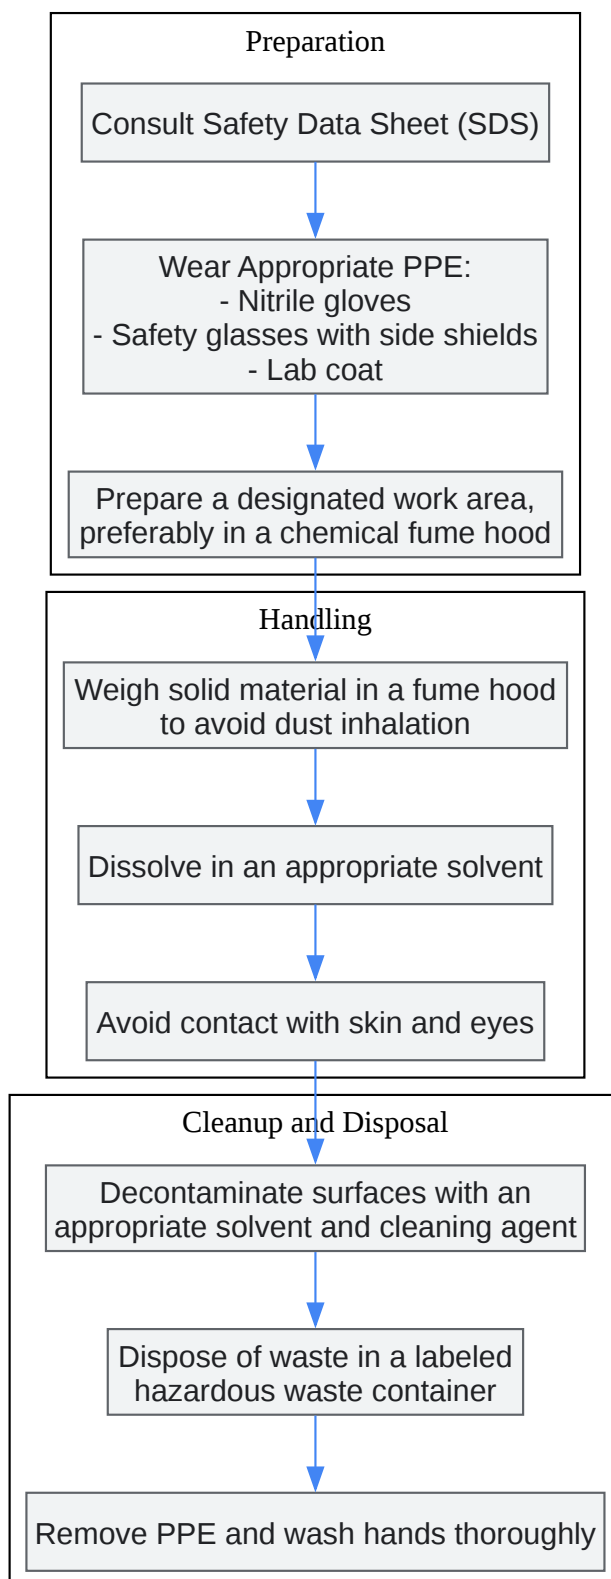 Preparation
Consult Safety Data Sheet (SDS)
Wear Appropriate PPE:
- Nitrile gloves
- Safety glasses with side shields
- Lab coat
Prepare a designated work area,
preferably in a chemical fume hood
Handling
Weigh solid material in a fume hood
to avoid dust inhalation
Dissolve in an appropriate solvent
Avoid contact with skin and eyes
Cleanup and Disposal
Decontaminate surfaces with an
appropriate solvent and cleaning agent
Dispose of waste in a labeled
hazardous waste container
Remove PPE and wash hands thoroughly